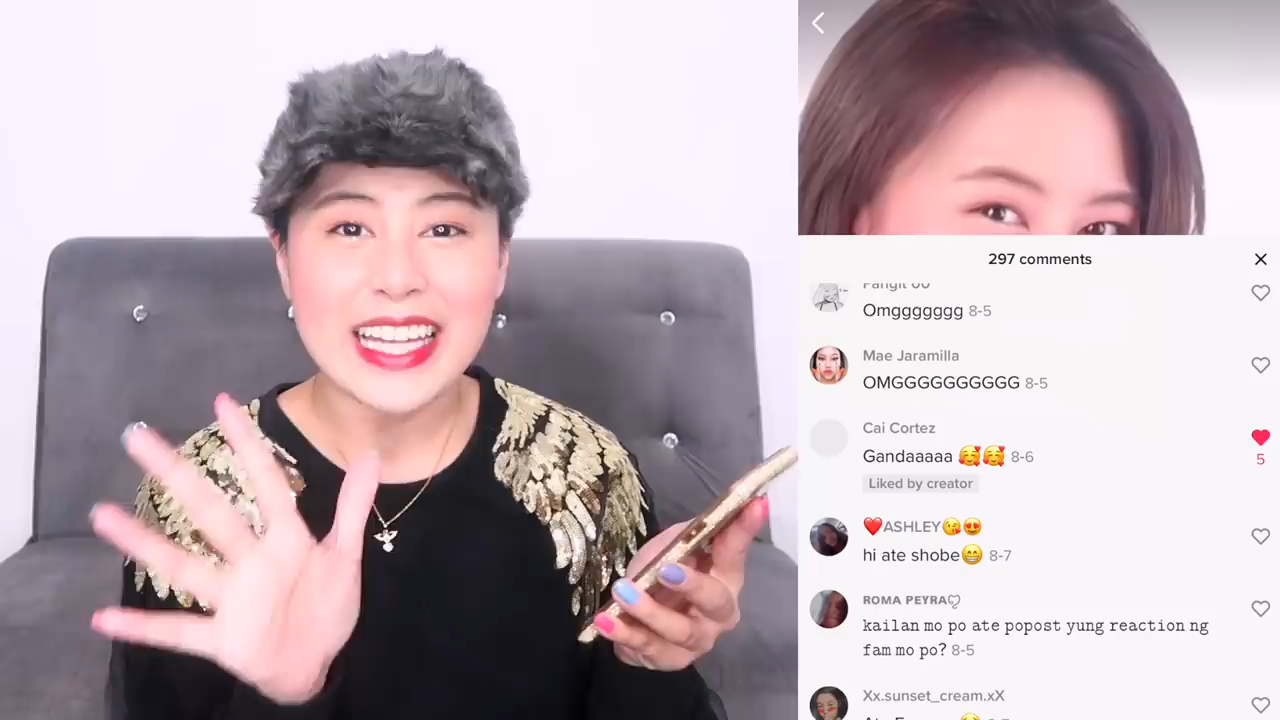 297 comments
Omggggggg 8-5
Mae Jaramilla
OMGGGGGGGGGG 8-5
Cai Cortez
Gandaaaaa 🥰🥰 8-6
5
Liked by creator
❤️ASHLEY😘😍
hi ate shobe😁 8-7
ROMA PEYRA
kailan mo po ate popost yung reaction ng
fam mo po? 8-5
Xx.sunset_cream.xX